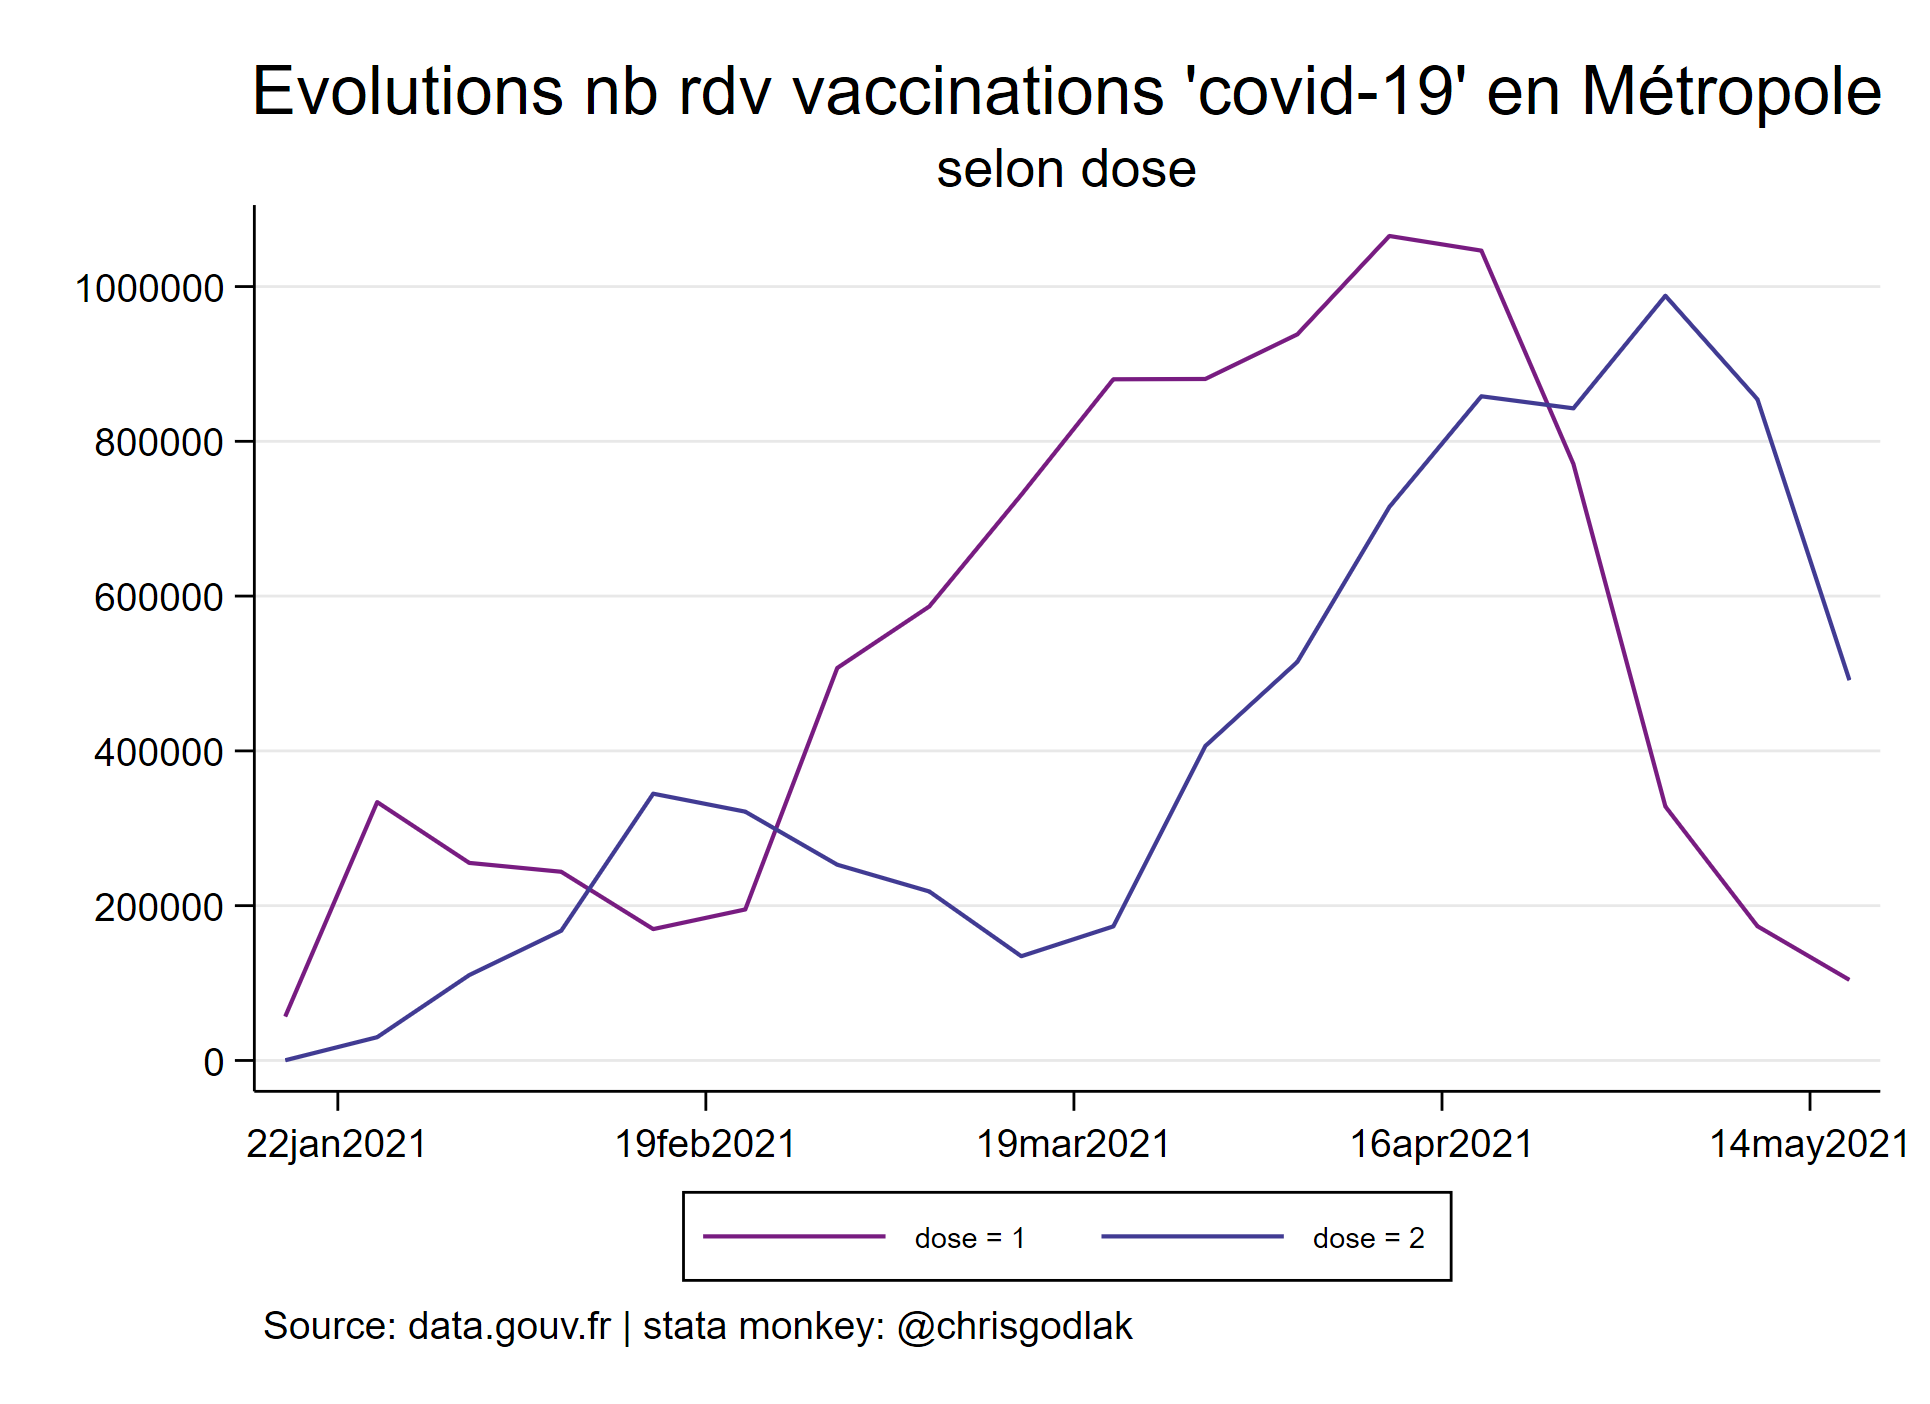 Evolutions nb rdv vaccinations 'covid-19' en Métropole
selon dose
1000000
800000
600000
400000
200000
0
22jan2021 19feb2021 19mar2021 16apr2021 14may2021
dose = 1 dose = 2
Source: data.gouv.fr | stata monkey: @chrisgodlak